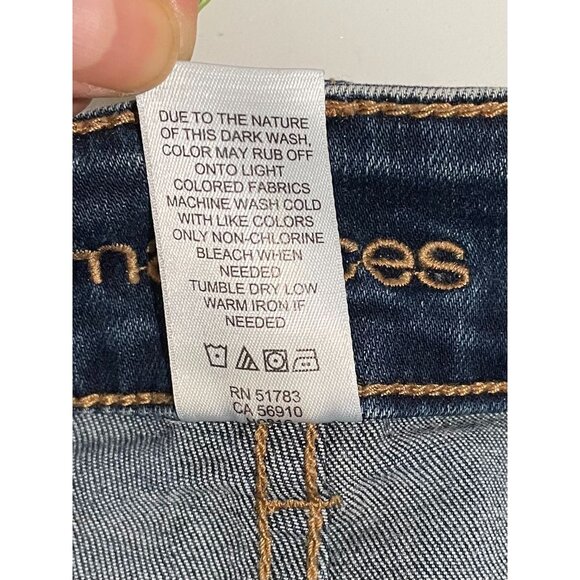 DUE TO THE NATURE
OF THIS DARK WASH,
COLOR MAY RUB OFF
ONTO LIGHT
COLORED FABRICS
MACHINE WASH COLD
WITH LIKE COLORS
ONLY NON-CHLORINE
BLEACH WHEN
NEEDED
TUMBLE DRY LOW
WARM IRON IF
NEEDED
RN 51783
CA 56910